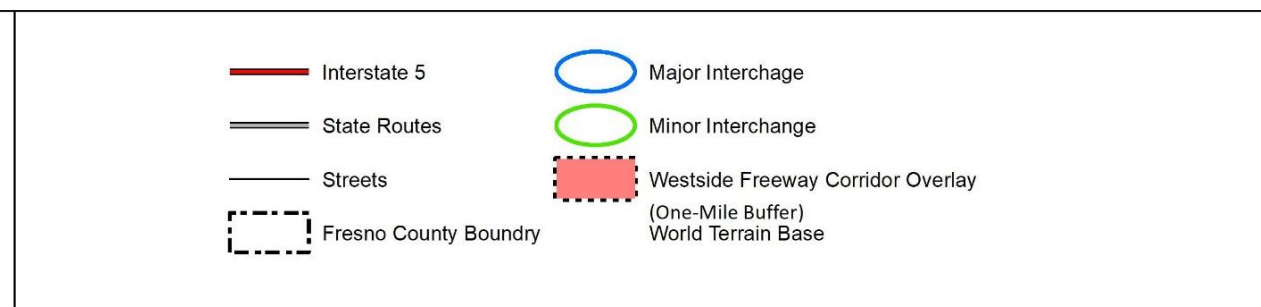 Interstate 5
State Routes
Streets
Fresno County Boundry
Major Interchage
Minor Interchange
Westside Freeway Corridor Overlay
(One-Mile Buffer)
World Terrain Base